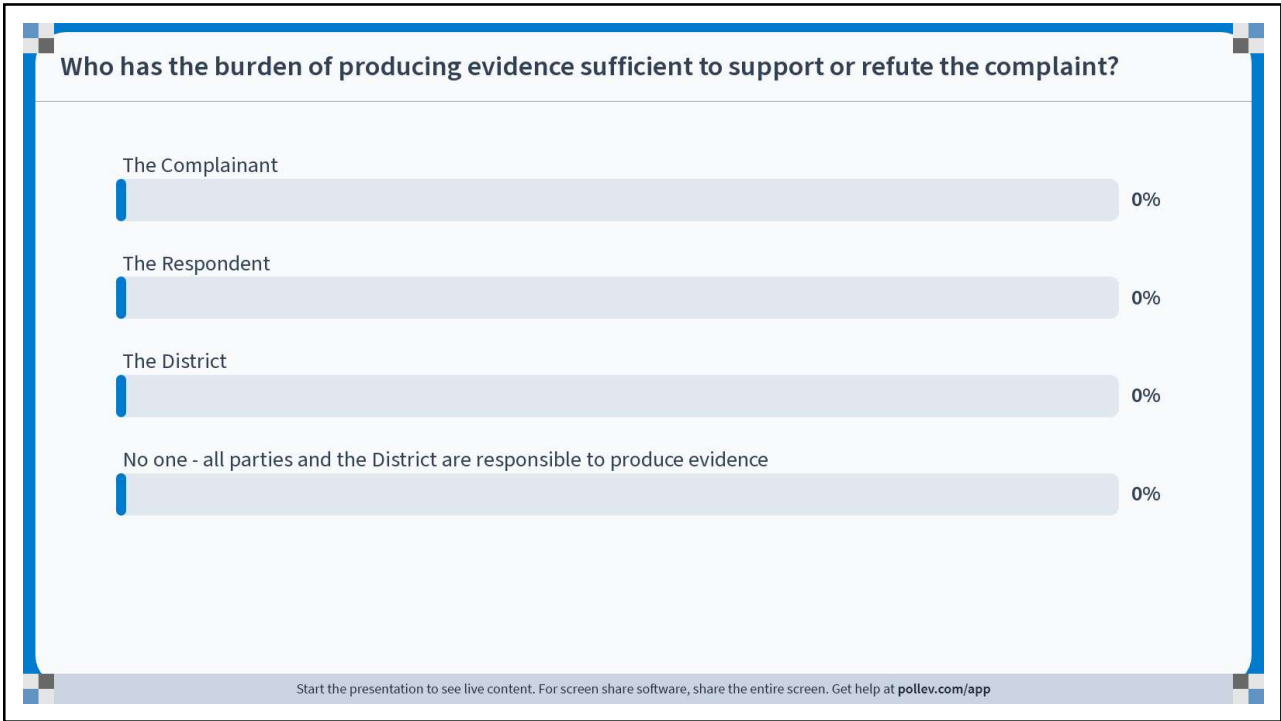 Who has the burden of producing evidence sufficient to support or refute the complaint?
The Complainant
0%
The Respondent
0%
The District
0%
No one - all parties and the District are responsible to produce evidence
0%
Start the presentation to see live content. For screen share software, share the entire screen. Get help at pollev.com/app